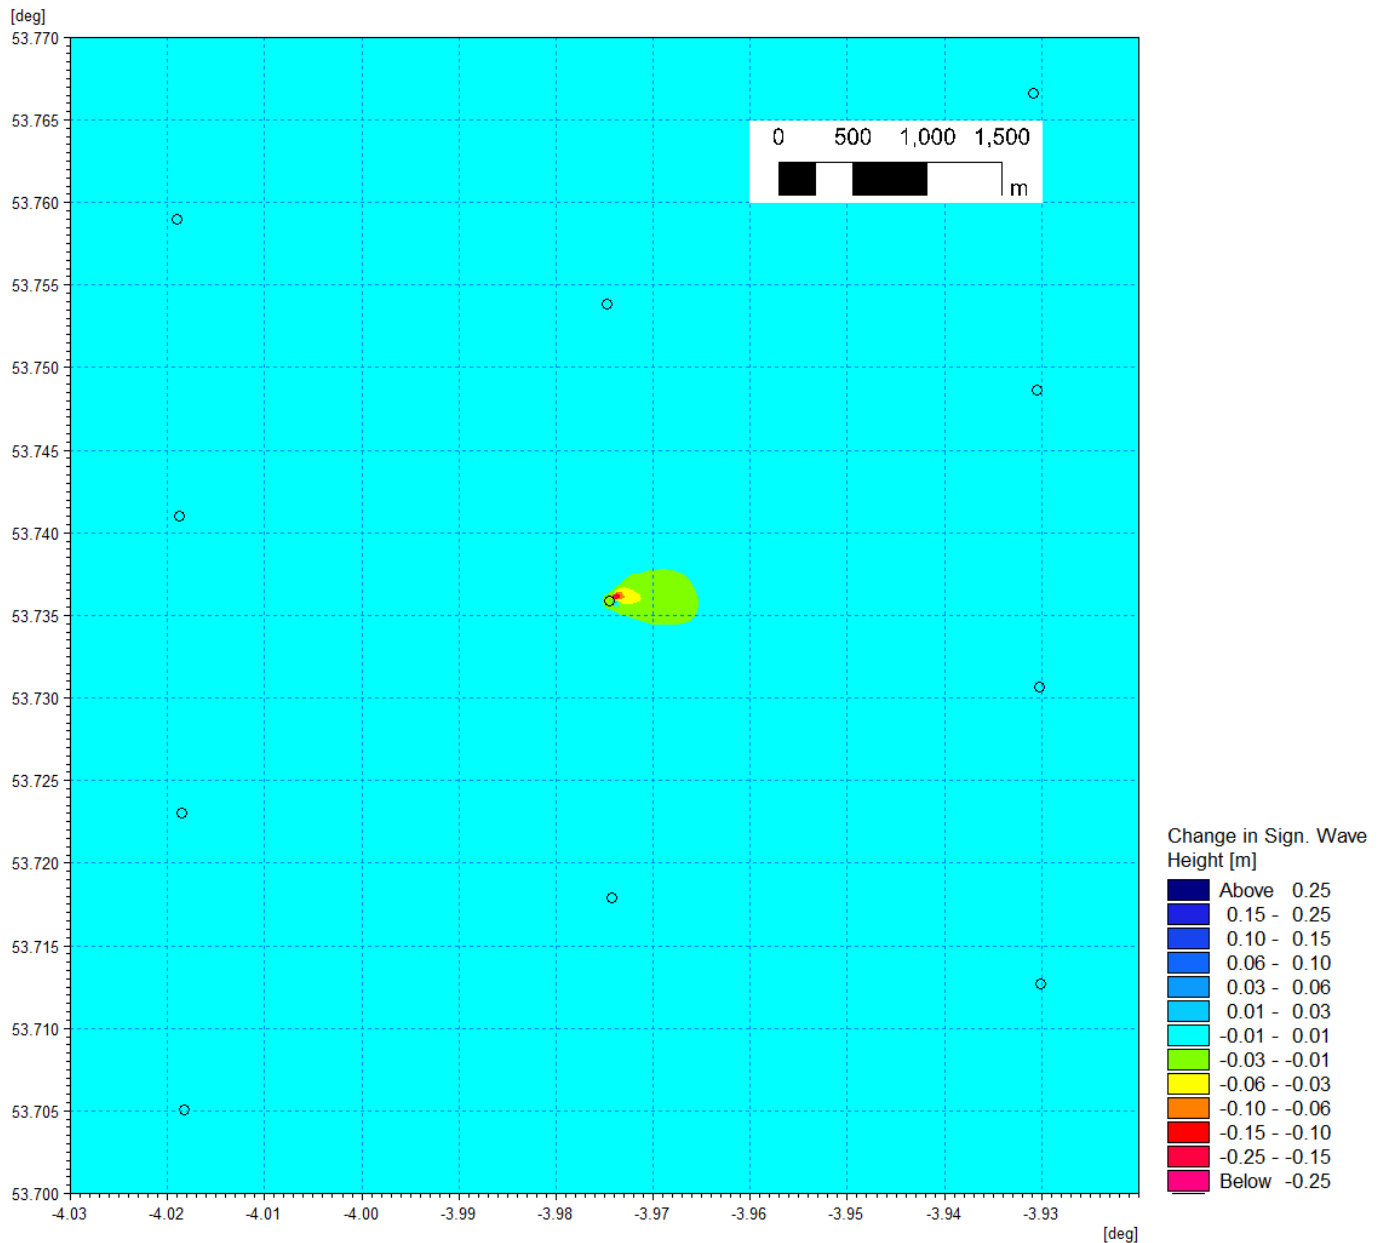 [deg]
53.770
53.765
53.760
53.755
53.750
53.745
53.740
53.735
53.730
53.725
53.720
53.715
53.710
53.705
53.700
0 500 1,000 1,500
m
Change in Sign. Wave
Height [m]
Above 0.25
0.15 - 0.25
0.10 - 0.15
0.06 - 0.10
0.03 - 0.06
0.01 - 0.03
-0.01 - 0.01
-0.03 - -0.01
-0.06 - -0.03
-0.10 - -0.06
-0.15 - -0.10
-0.25 - -0.15
Below -0.25
-4.03 -4.02 -4.01 -4.00 -3.99 -3.98 -3.97 -3.96 -3.95 -3.94 -3.93
[deg]